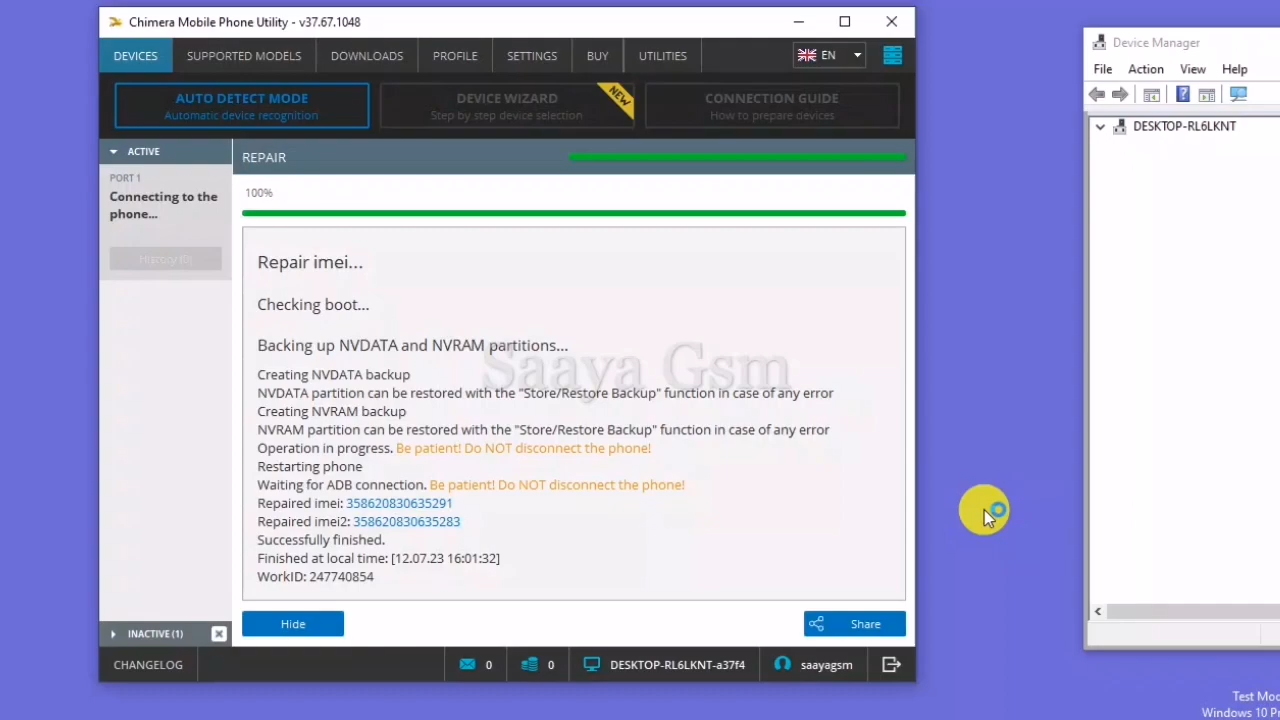 Chimera Mobile Phone Utility - v37.67.1048
DEVICES
SUPPORTED MODELS
DOWNLOADS
PROFILE
SETTINGS
BUY
UTILITIES
EN
AUTO DETECT MODE
Automatic device recognition
DEVICE WIZARD
Step by step device selection
NEW
CONNECTION GUIDE
How to prepare devices
ACTIVE
PORT 1
Connecting to the
phone...
History (0)
INACTIVE (1)
REPAIR
100%
Repair imei...
Checking boot...
Backing up NVDATA and NVRAM partitions...
Creating NVDATA backup
NVDATA partition can be restored with the "Store/Restore Backup" function in case of any error
Creating NVRAM backup
NVRAM partition can be restored with the "Store/Restore Backup" function in case of any error
Operation in progress. Be patient! Do NOT disconnect the phone!
Restarting phone
Waiting for ADB connection. Be patient! Do NOT disconnect the phone!
Repaired imei: 358620830635291
Repaired imei2: 358620830635283
Successfully finished.
Finished at local time: [12.07.23 16:01:32]
WorkID: 247740854
Saaya Gsm
Hide
Share
CHANGELOG
0
0
DESKTOP-RL6LKNT-a37f4
saayagsm
Device Manager
File Action View Help
DESKTOP-RL6LKNT
Test Mod
Windows 10 Pr